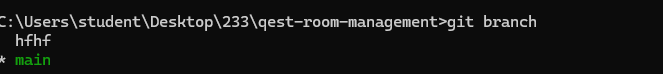 C:\Users\student\Desktop\233\qest-room-management>git branch
hfhf
* main